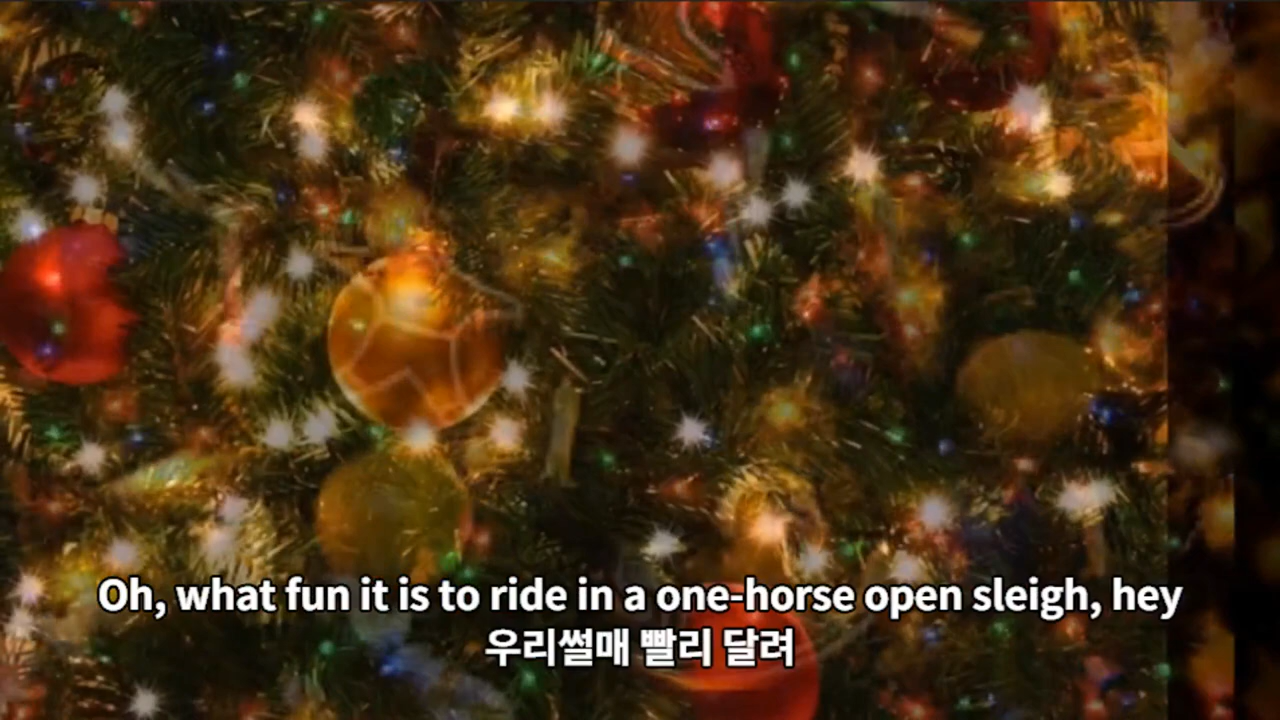 Oh, what fun it is to ride in a one-horse open sleigh, hey
우리썰매 빨리 달려